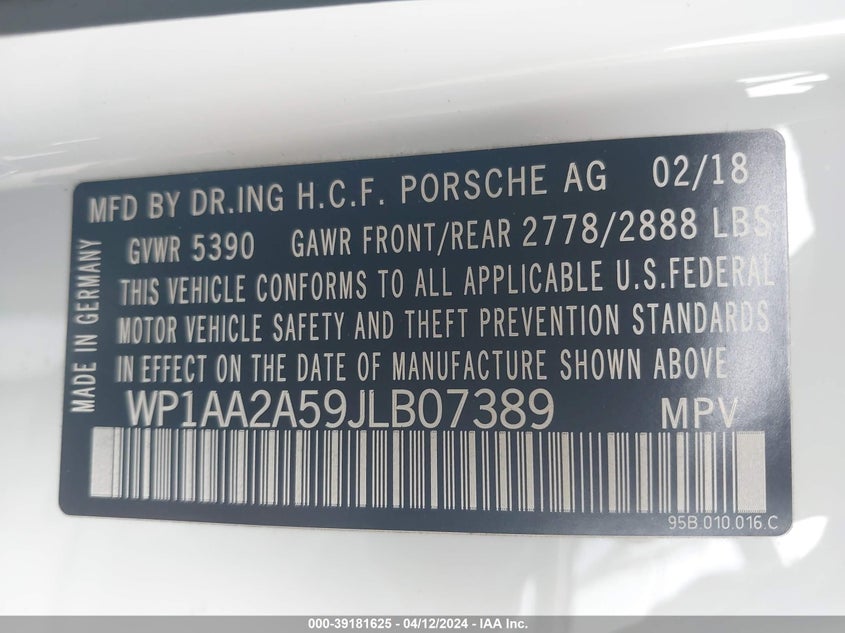 MFD BY DR.ING H.C.F. PORSCHE AG 02/18
GVWR 5390 GAWR FRONT/REAR 2778/2888 LBS
THIS VEHICLE CONFORMS TO ALL APPLICABLE U.S.FEDERAL
MOTOR VEHICLE SAFETY AND THEFT PREVENTION STANDARDS
IN EFFECT ON THE DATE OF MANUFACTURE SHOWN ABOVE
WP1AA2A59JLB07389 MPV
MADE IN GERMANY
95B.010.016.C
000-39181625 - 04/12/2024 - © IAA, Inc.